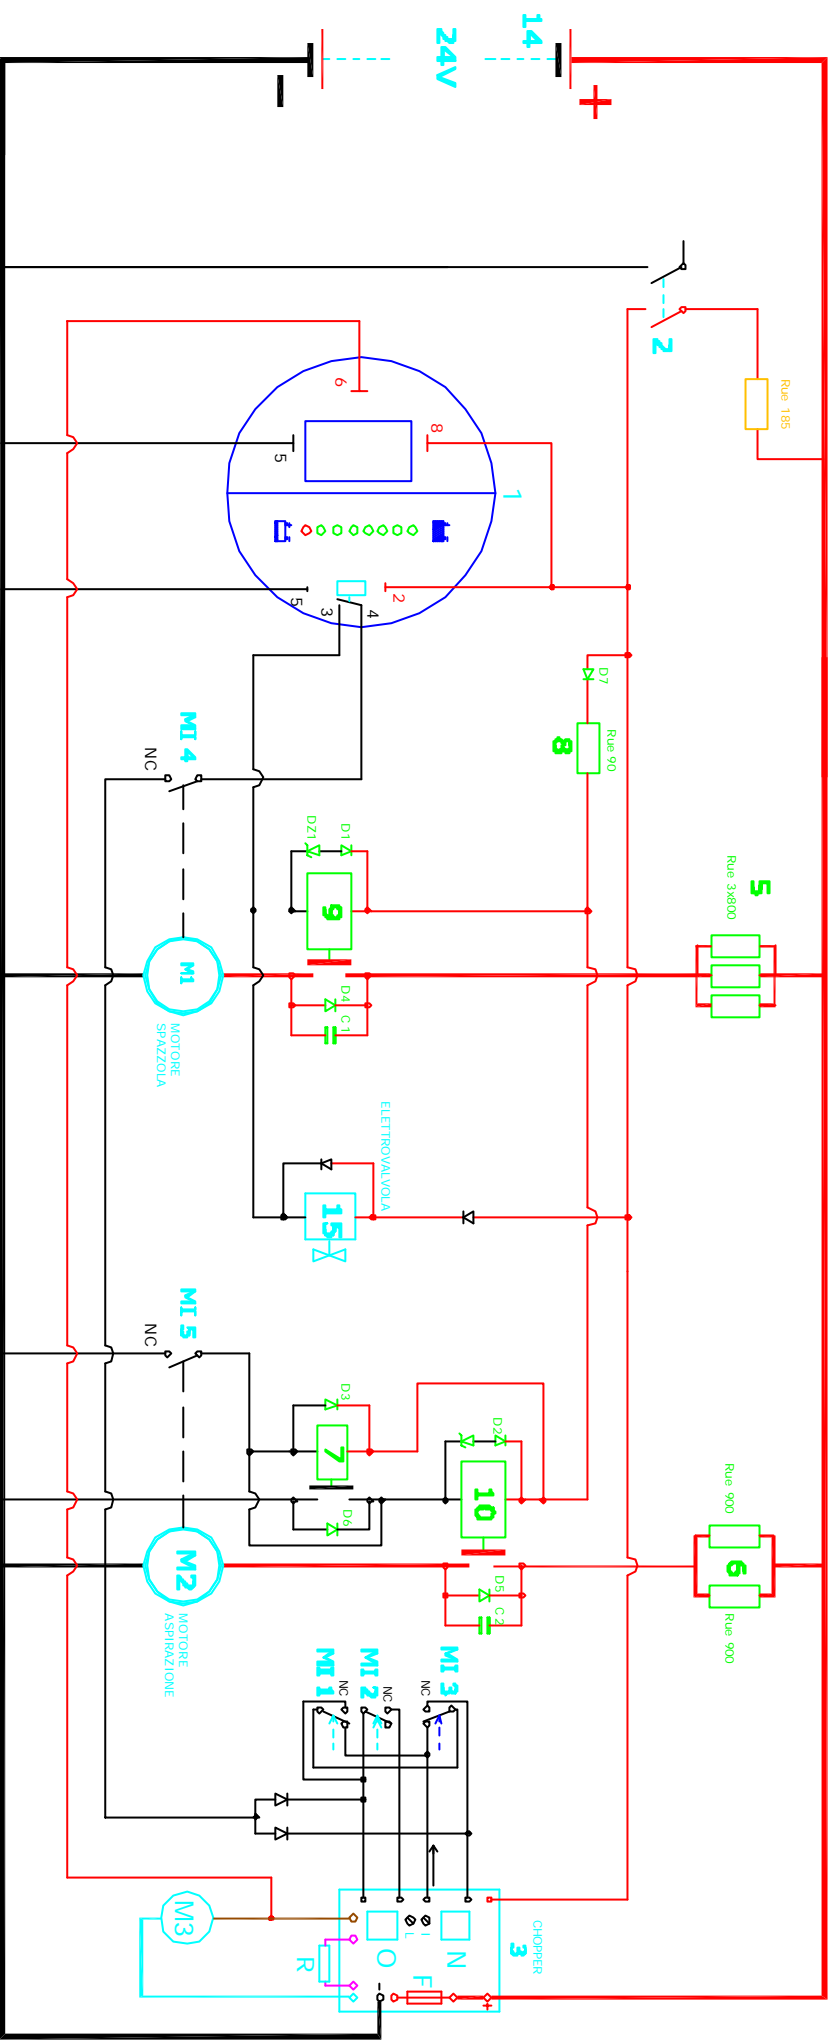 14
24V
+
-
2
Rue 185
6
8
5
1
5
3
4
2
D7
Rue 90
8
MI 4
NC
DZ1
D1
9
5
Rue 3x800
M1
MOTORE
SPAZZOLA
D4
C 1
ELETTROVALVOLA
15
MI 5
NC
D3
7
D6
D2
10
D5
C 2
Rue 900
6
Rue 900
M2
MOTORE
ASPIRAZIONE
MI 1
NC
MI 2
NC
MI 3
NC
CHOPPER
3
M3
R
O
N
L
I
F
-
+